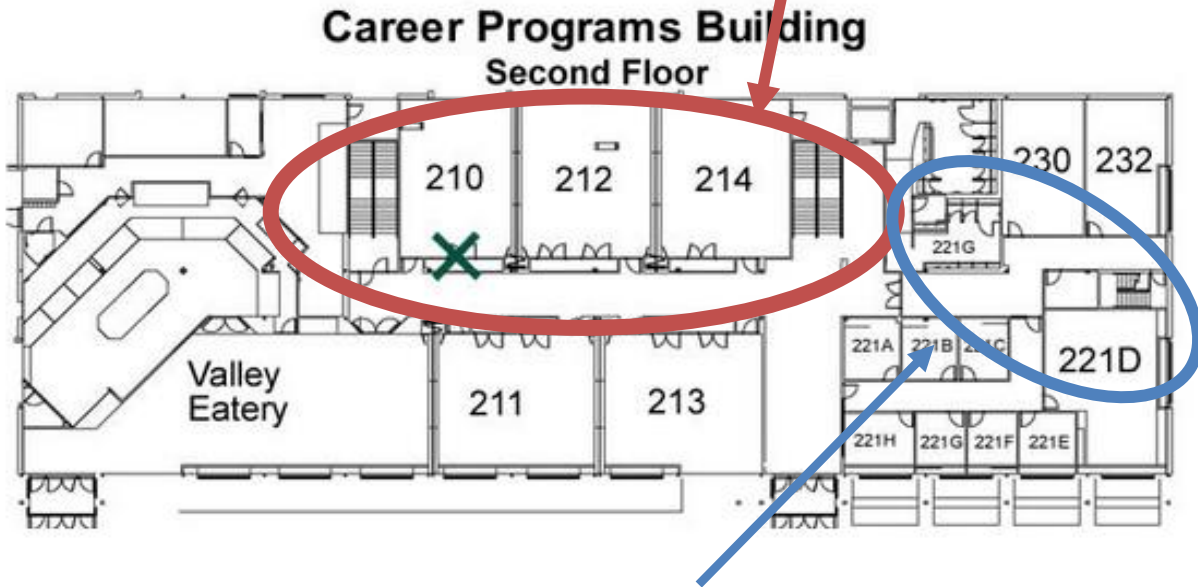 Career Programs Building
Second Floor
210
212
214
230
232
221G
221A
221B
221C
221D
Valley
Eatery
211
213
221H
221G
221F
221E